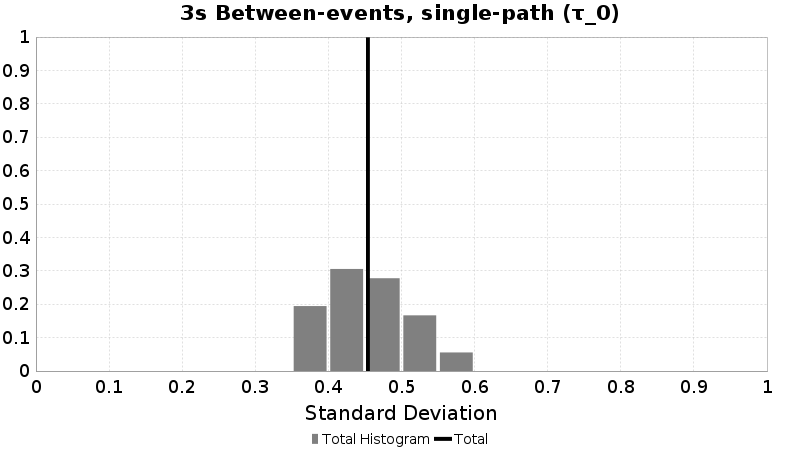 3s Between-events, single-path (τ_0)
1
0.9
0.8
0.7
0.6
0.5
0.4
0.3
0.2
0.1
0
0 0.1 0.2 0.3 0.4 0.5 0.6 0.7 0.8 0.9 1
Standard Deviation
Total Histogram Total